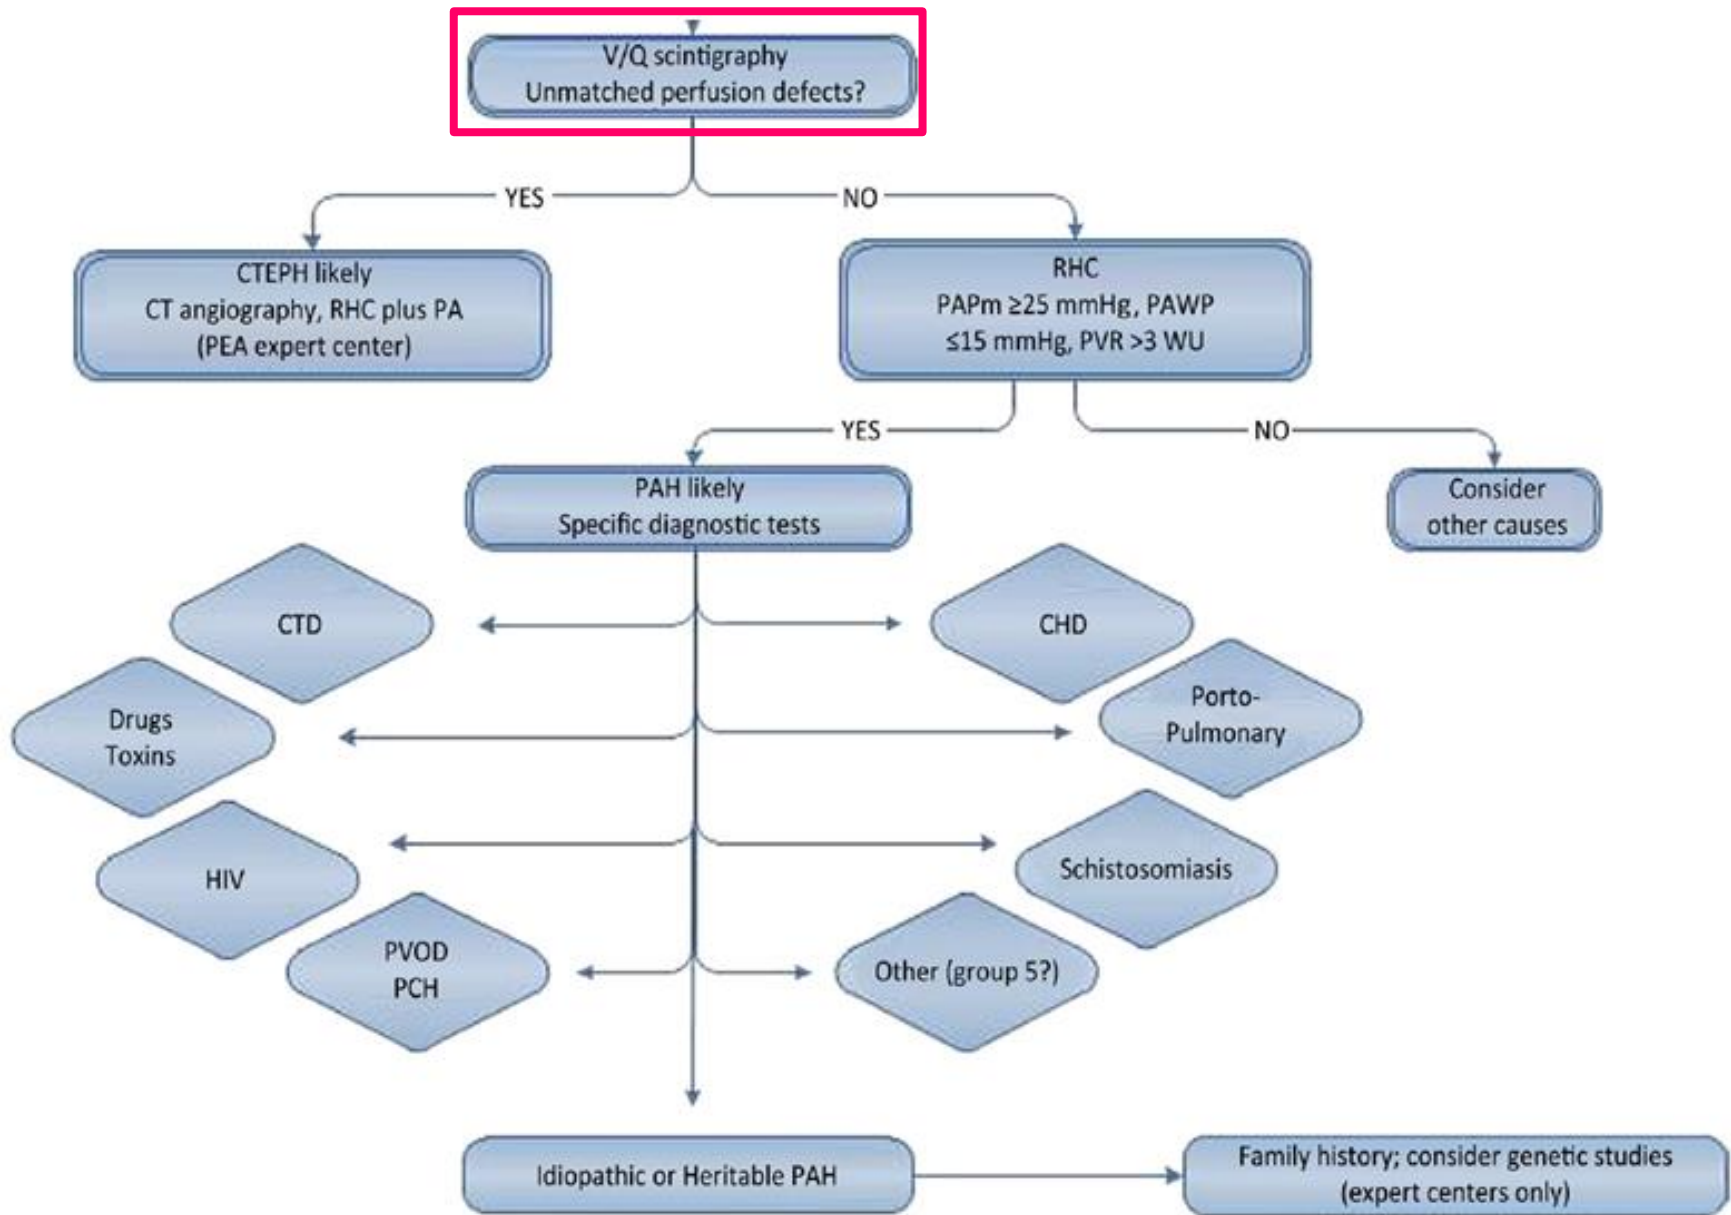 V/Q scintigraphy
Unmatched perfusion defects?
YES
NO
CTEPH likely
CT angiography, RHC plus PA
(PEA expert center)
RHC
PAPm ≥25 mmHg, PAWP
≤15 mmHg, PVR >3 WU
YES
NO
PAH likely
Specific diagnostic tests
Consider
other causes
CTD
CHD
Drugs
Toxins
Porto-
Pulmonary
HIV
Schistosomiasis
PVOD
PCH
Other (group 5?)
Idiopathic or Heritable PAH
Family history; consider genetic studies
(expert centers only)